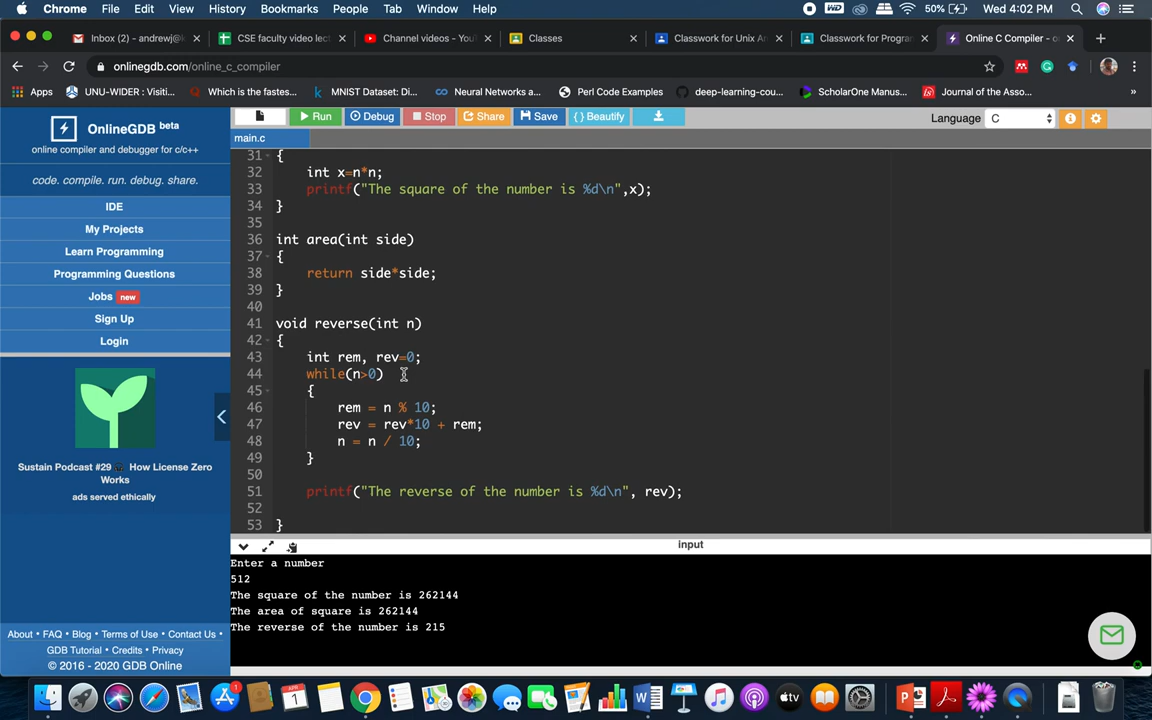 Chrome File Edit View History Bookmarks People Tab Window Help 50% Wed 4:02 PM
Inbox (2) - andrewj@k CSE faculty video lect Channel videos - You Classes Classwork for Unix An Classwork for Progra Online C Compiler - o
onlinegdb.com/online_c_compiler
Apps UNU-WIDER : Visiti... Which is the fastes... MNIST Dataset: Di... Neural Networks a... Perl Code Examples deep-learning-cou... ScholarOne Manus... Journal of the Asso...
OnlineGDB beta
online compiler and debugger for c/c++
code. compile. run. debug. share.
IDE
My Projects
Learn Programming
Programming Questions
Jobs new
Sign Up
Login
Sustain Podcast #29 How License Zero
Works
ads served ethically
About • FAQ • Blog • Terms of Use • Contact Us •
GDB Tutorial • Credits • Privacy
© 2016 - 2020 GDB Online
Run Debug Stop Share Save { } Beautify Language C
main.c
31 {
32 int x=n*n;
33 printf("The square of the number is %d\n",x);
34 }
35
36 int area(int side)
37 {
38 return side*side;
39 }
40
41 void reverse(int n)
42 {
43 int rem, rev=0;
44 while(n>0)
45 {
46 rem = n % 10;
47 rev = rev*10 + rem;
48 n = n / 10;
49 }
50
51 printf("The reverse of the number is %d\n", rev);
52
53 }
input
Enter a number
512
The square of the number is 262144
The area of square is 262144
The reverse of the number is 215